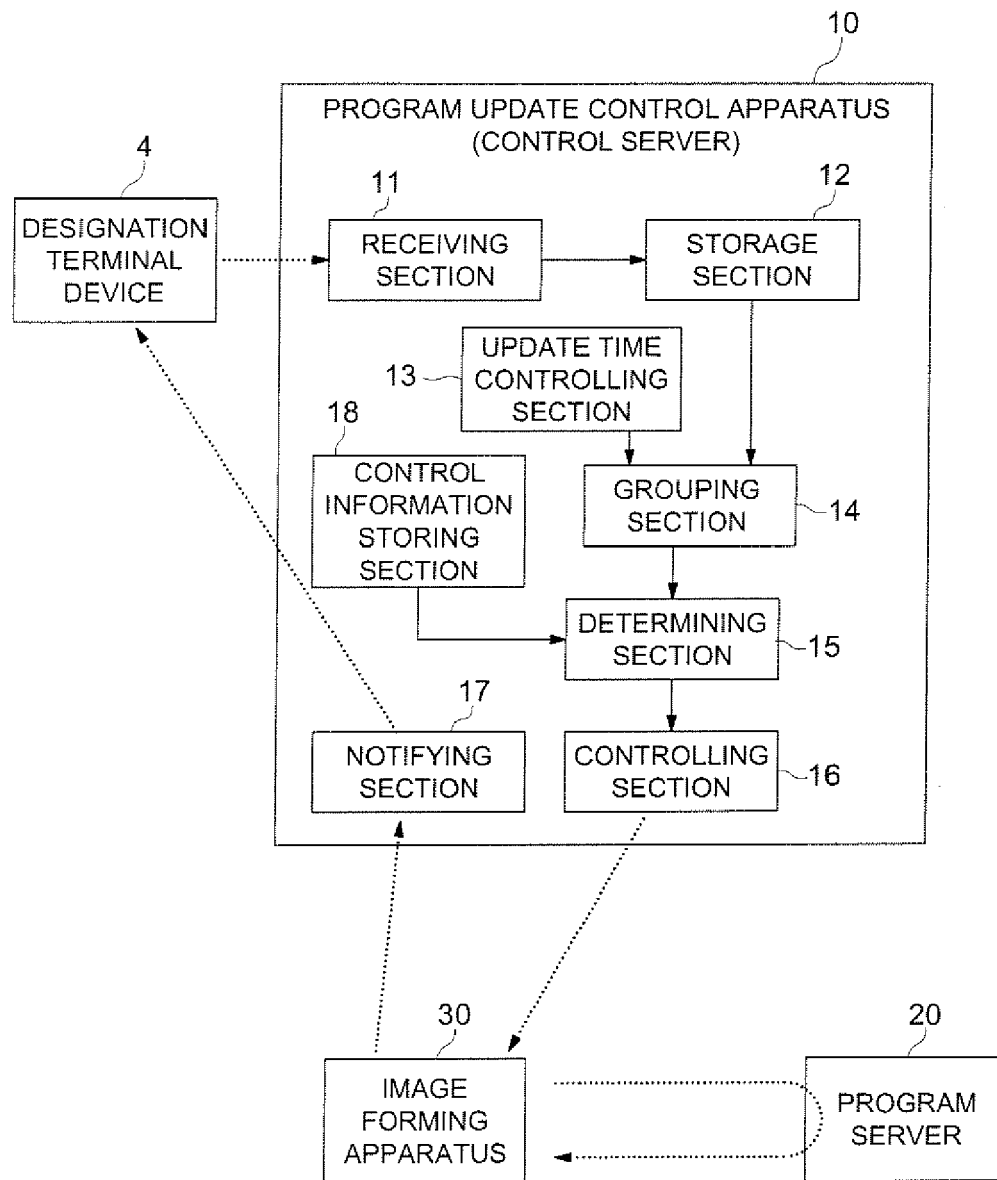 10
PROGRAM UPDATE CONTROL APPARATUS
(CONTROL SERVER)
4
DESIGNATION
TERMINAL
DEVICE
11
RECEIVING
SECTION
12
STORAGE
SECTION
13
UPDATE TIME
CONTROLLING
SECTION
18
CONTROL
INFORMATION
STORING
SECTION
GROUPING
SECTION
14
DETERMINING
SECTION
15
17
NOTIFYING
SECTION
CONTROLLING
SECTION
16
30
IMAGE
FORMING
APPARATUS
20
PROGRAM
SERVER